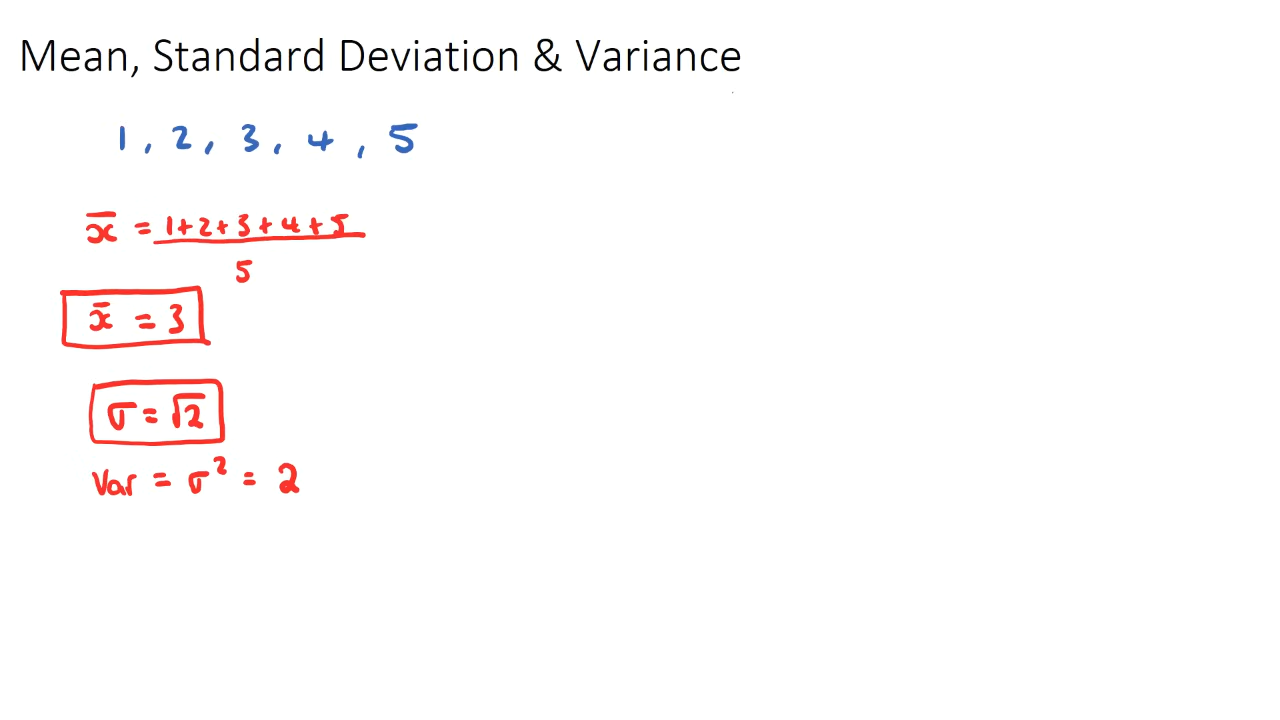 Mean, Standard Deviation & Variance
1, 2, 3, 4, 5
x̄ = 1+2+3+4+5
5
x̄ = 3
σ = √2
Var = σ² = 2